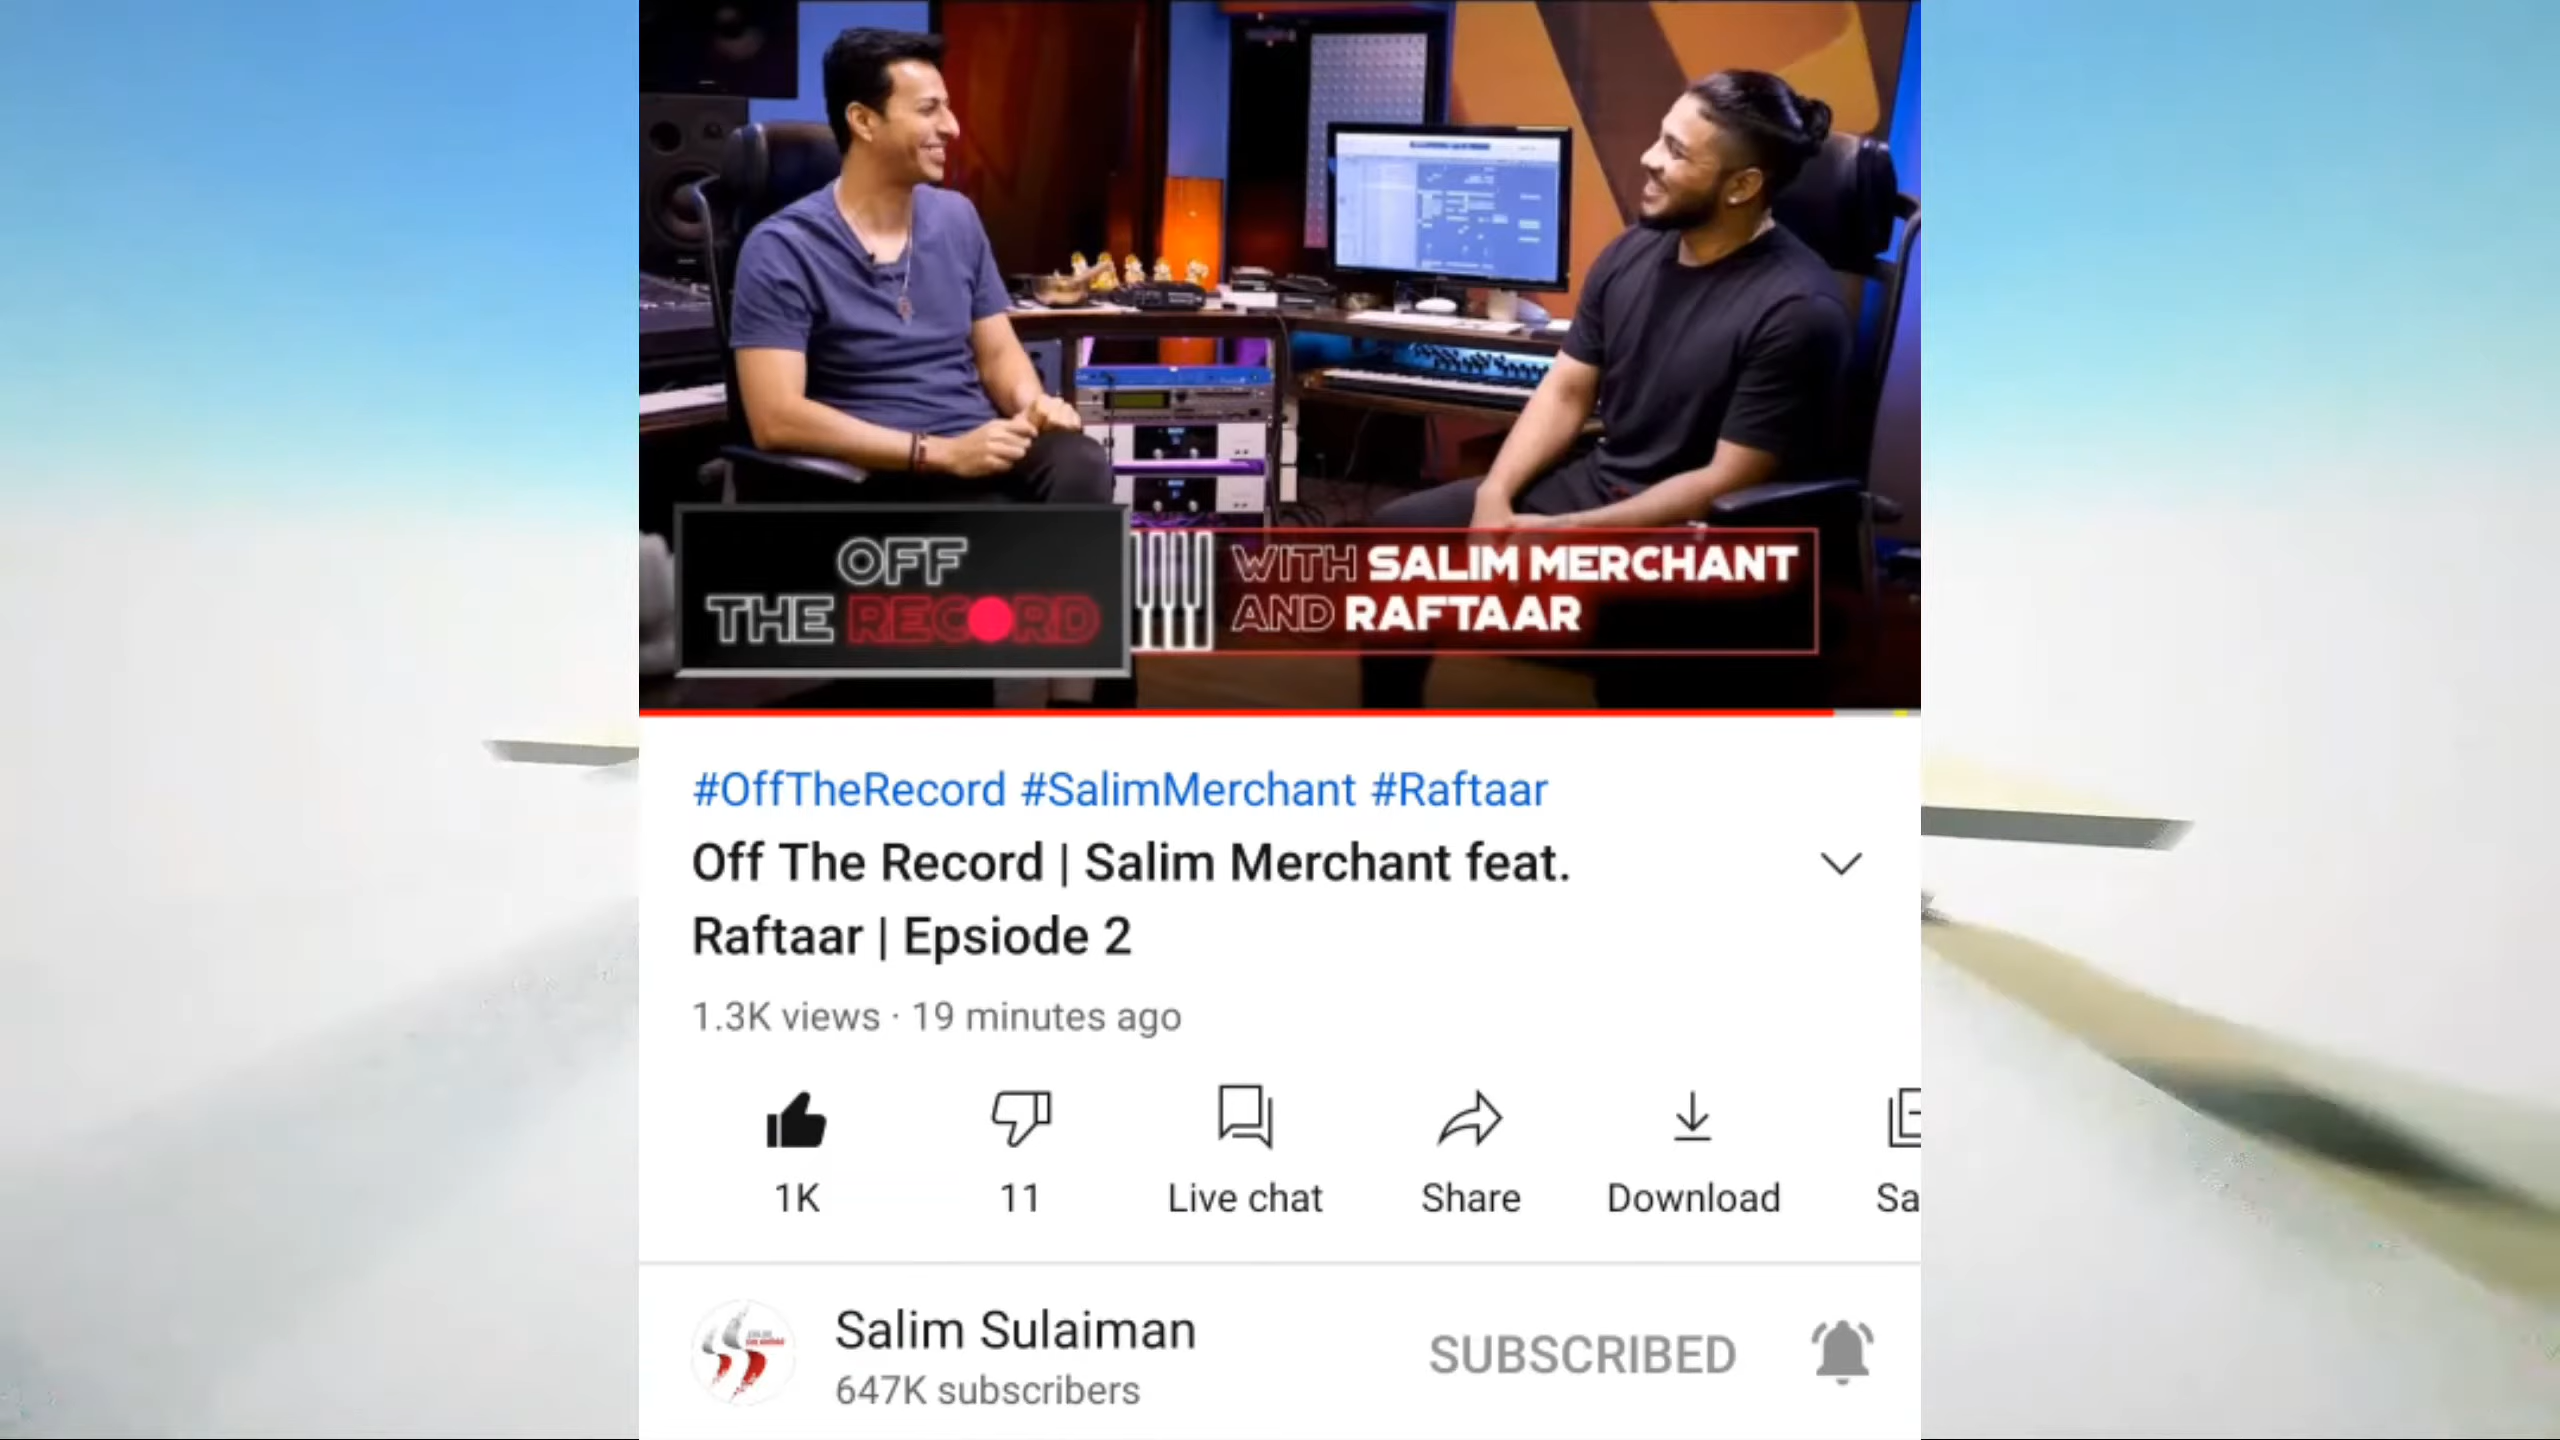 OFF
THE RECORD
WITH SALIM MERCHANT
AND RAFTAAR
#OffTheRecord #SalimMerchant #Raftaar
Off The Record | Salim Merchant feat.
Raftaar | Epsiode 2
1.3K views · 19 minutes ago
1K
11
Live chat
Share
Download
Sa
Salim Sulaiman
647K subscribers
SUBSCRIBED